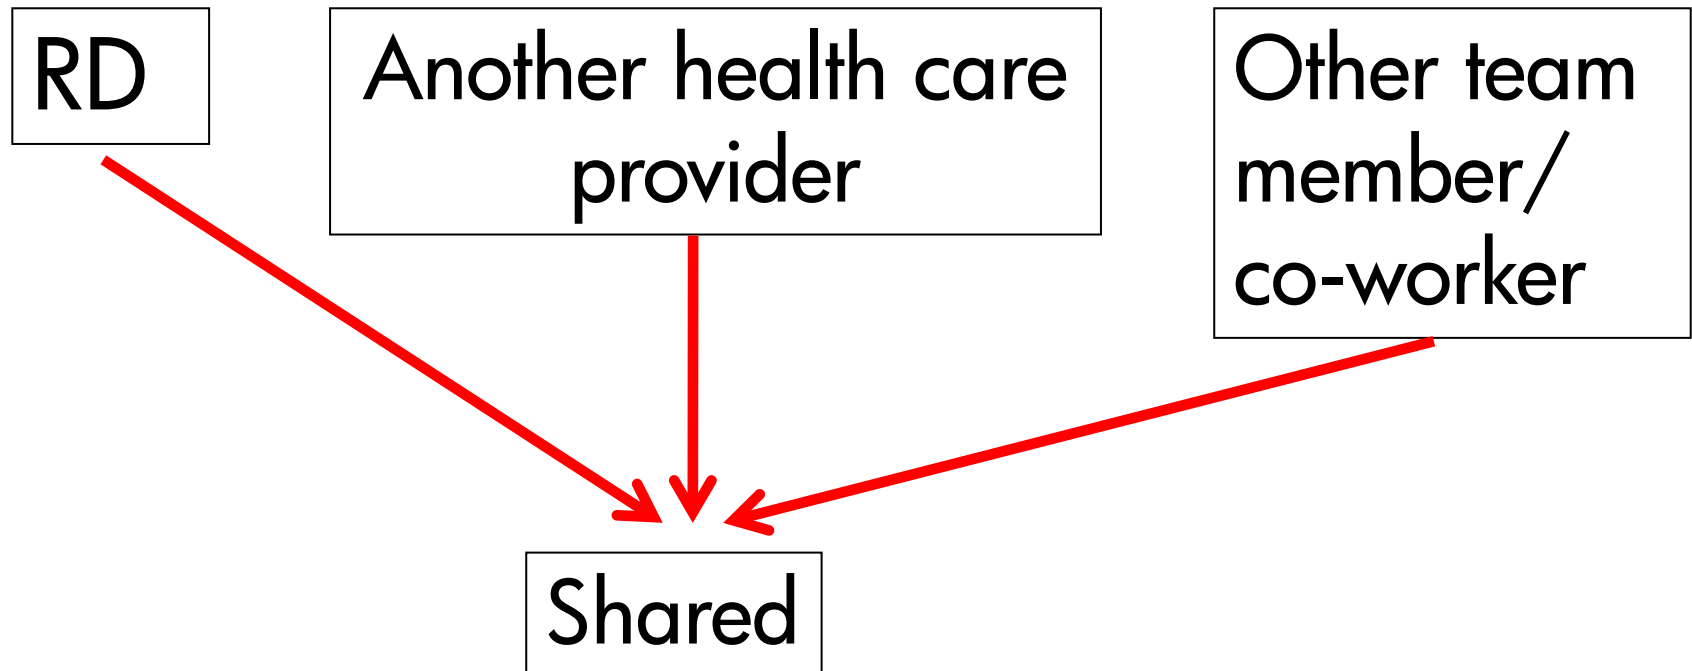 RD
Another health care
provider
Other team
member/
co-worker
Shared